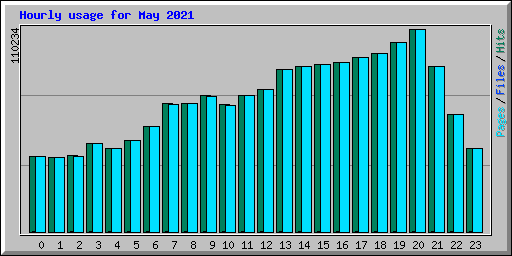 Hourly usage for May 2021
110234
Pages/Files/Hits
0 1 2 3 4 5 6 7 8 9 10 11 12 13 14 15 16 17 18 19 20 21 22 23